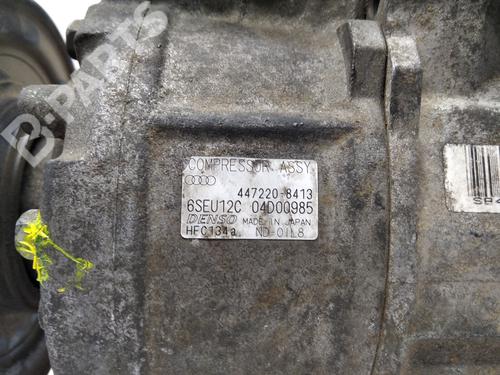 B-PARTS
COMPRESSOR ASSY
447220-8413
6SEU12C 04D00985
DENSO MADE IN JAPAN
HFC134a ND-OIL8